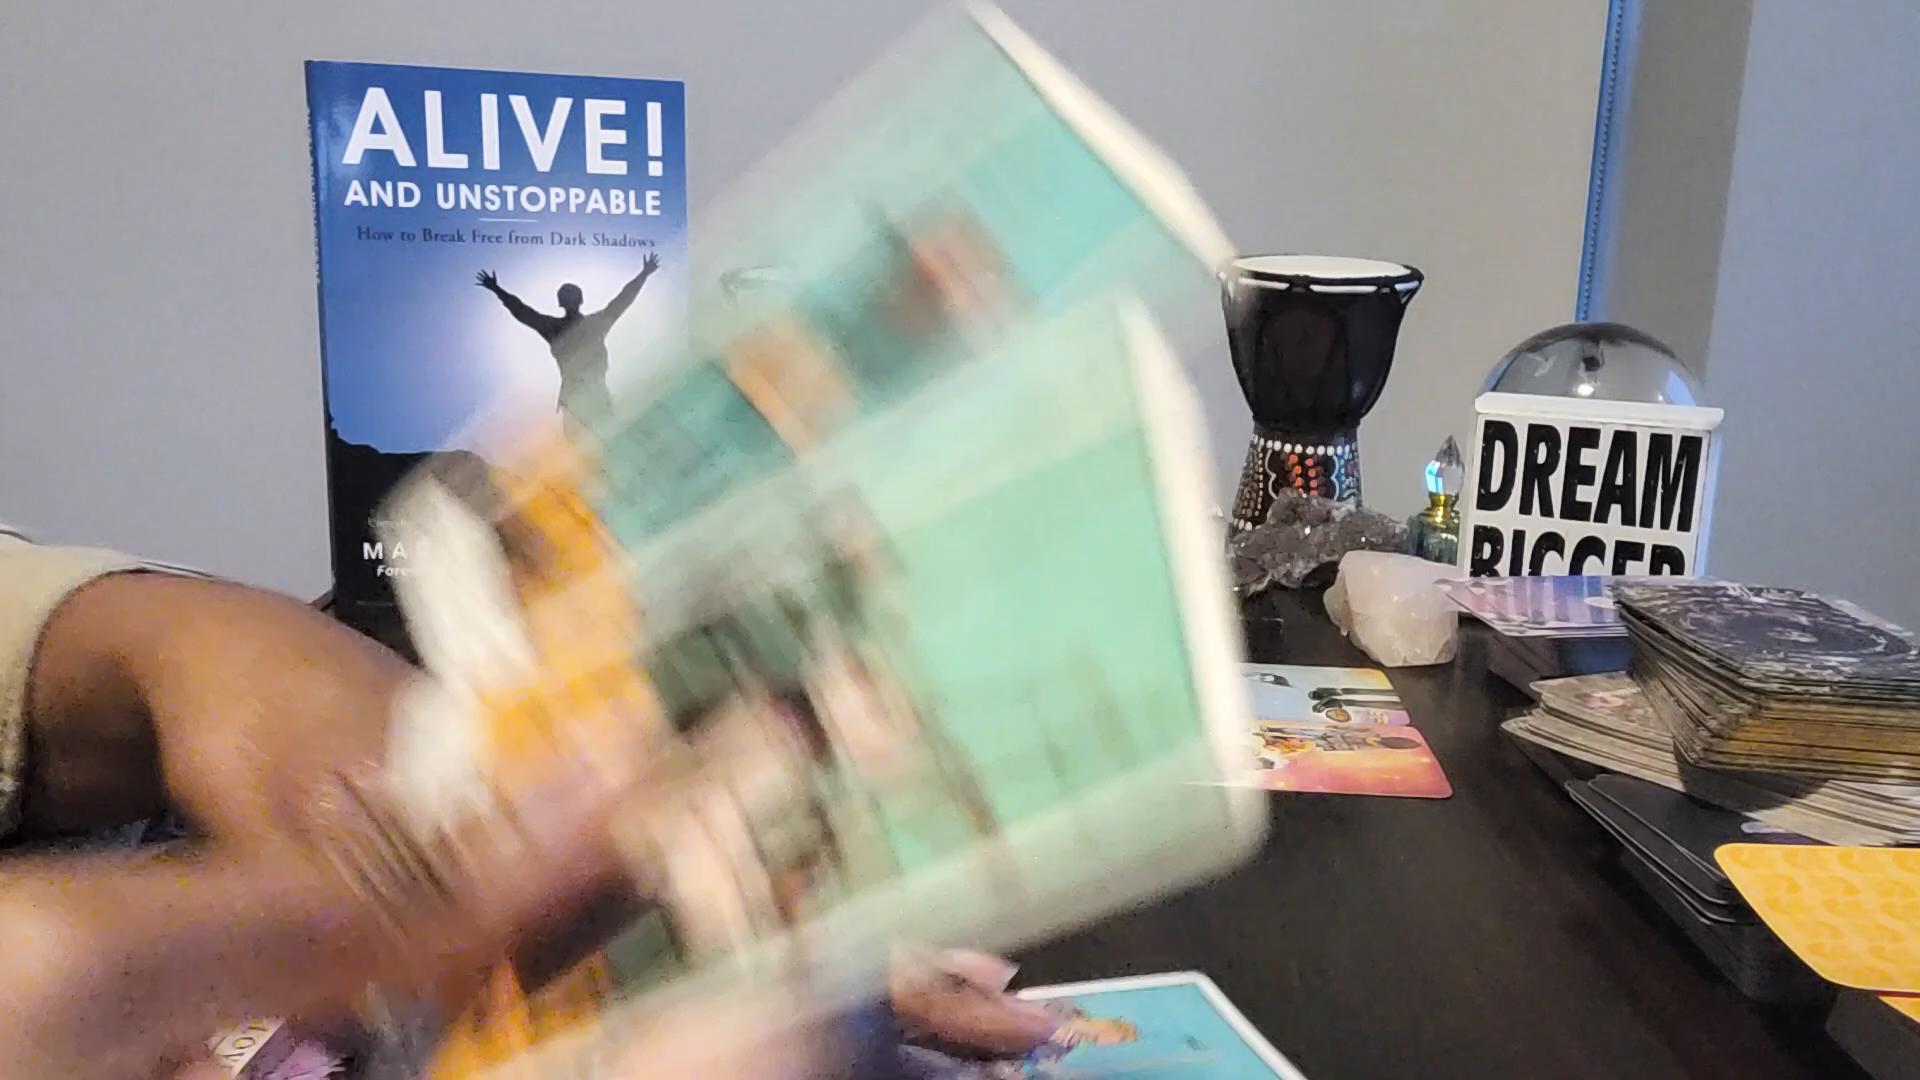 ALIVE!
AND UNSTOPPABLE
How to Break Free from Dark Shadows
MA
Fore
DREAM
BIGGER